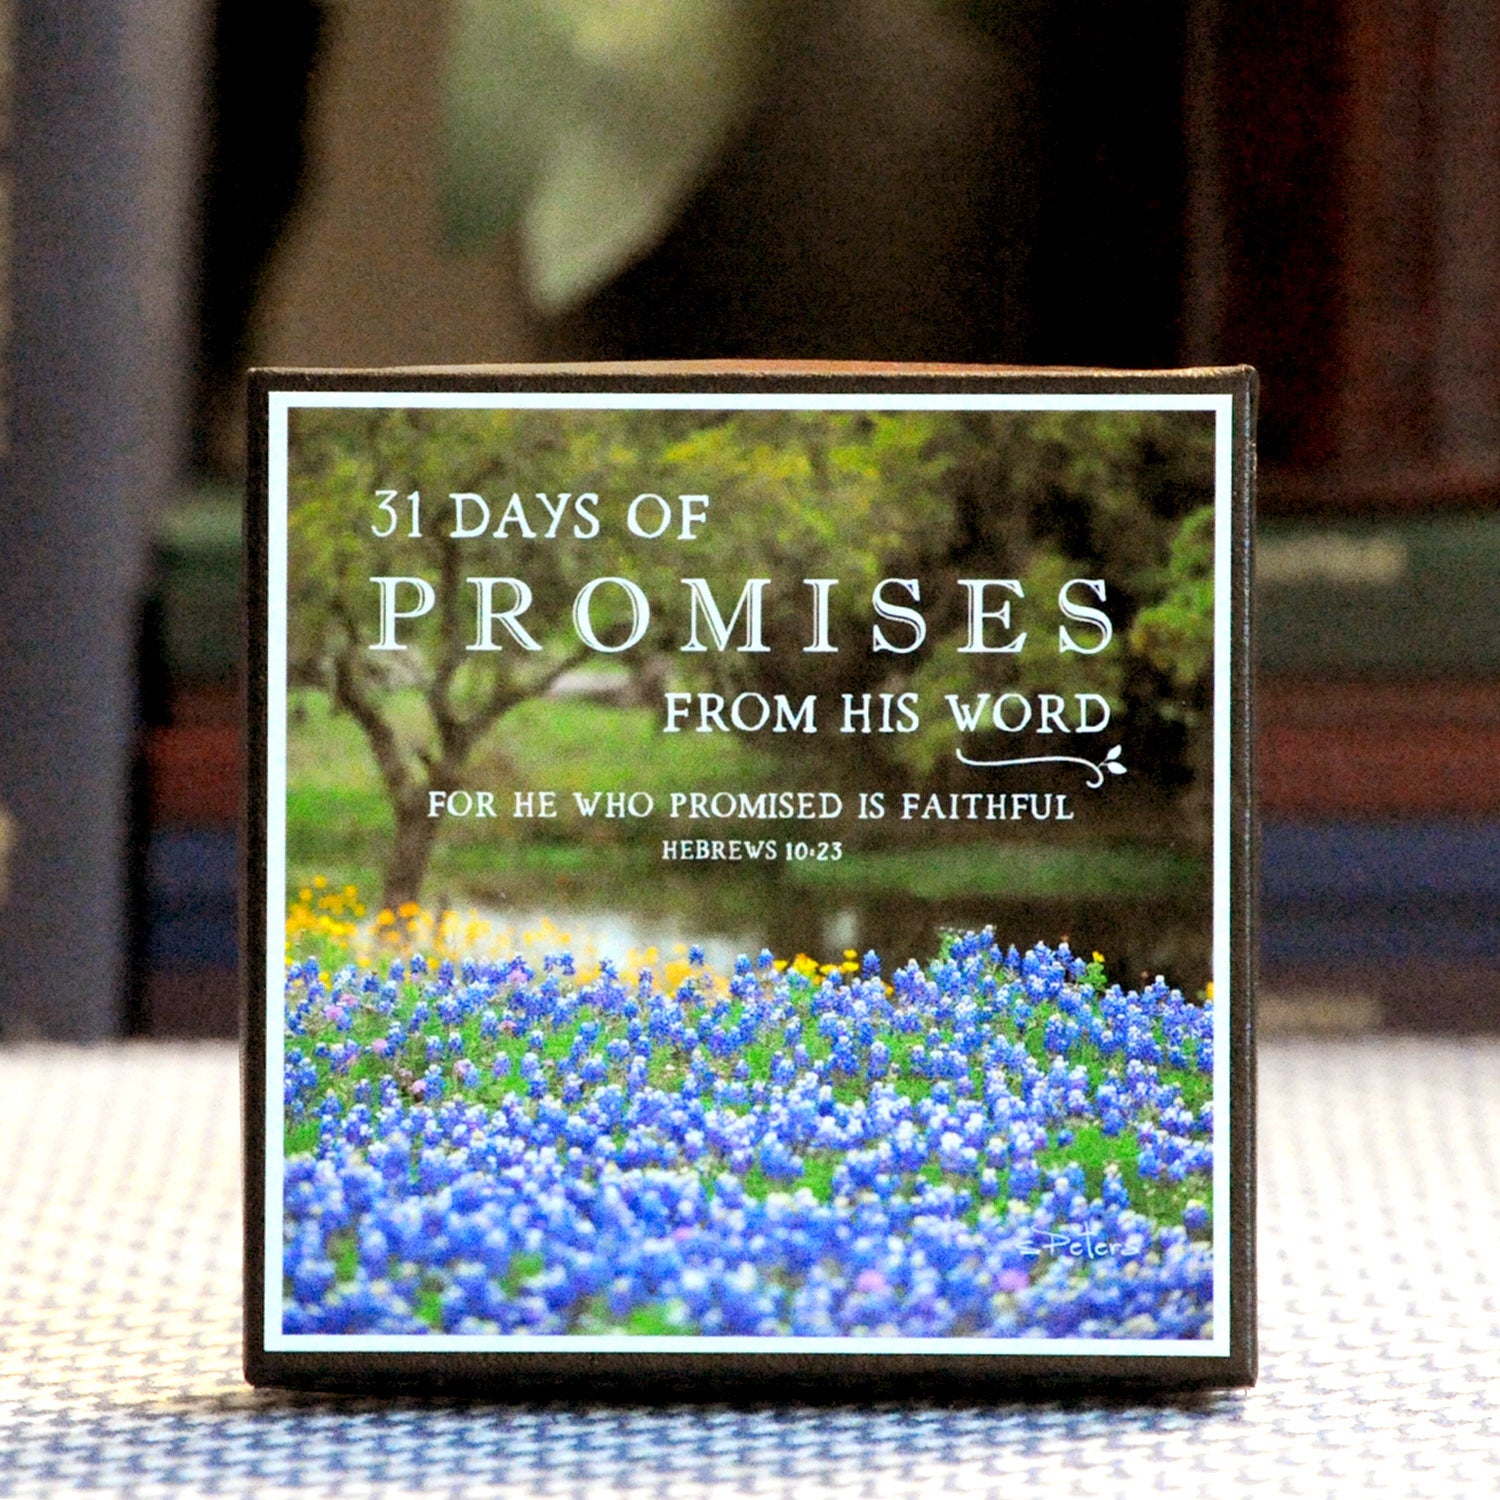 31 DAYS OF
PROMISES
FROM HIS WORD
FOR HE WHO PROMISED IS FAITHFUL
HEBREWS 10:23
Peters